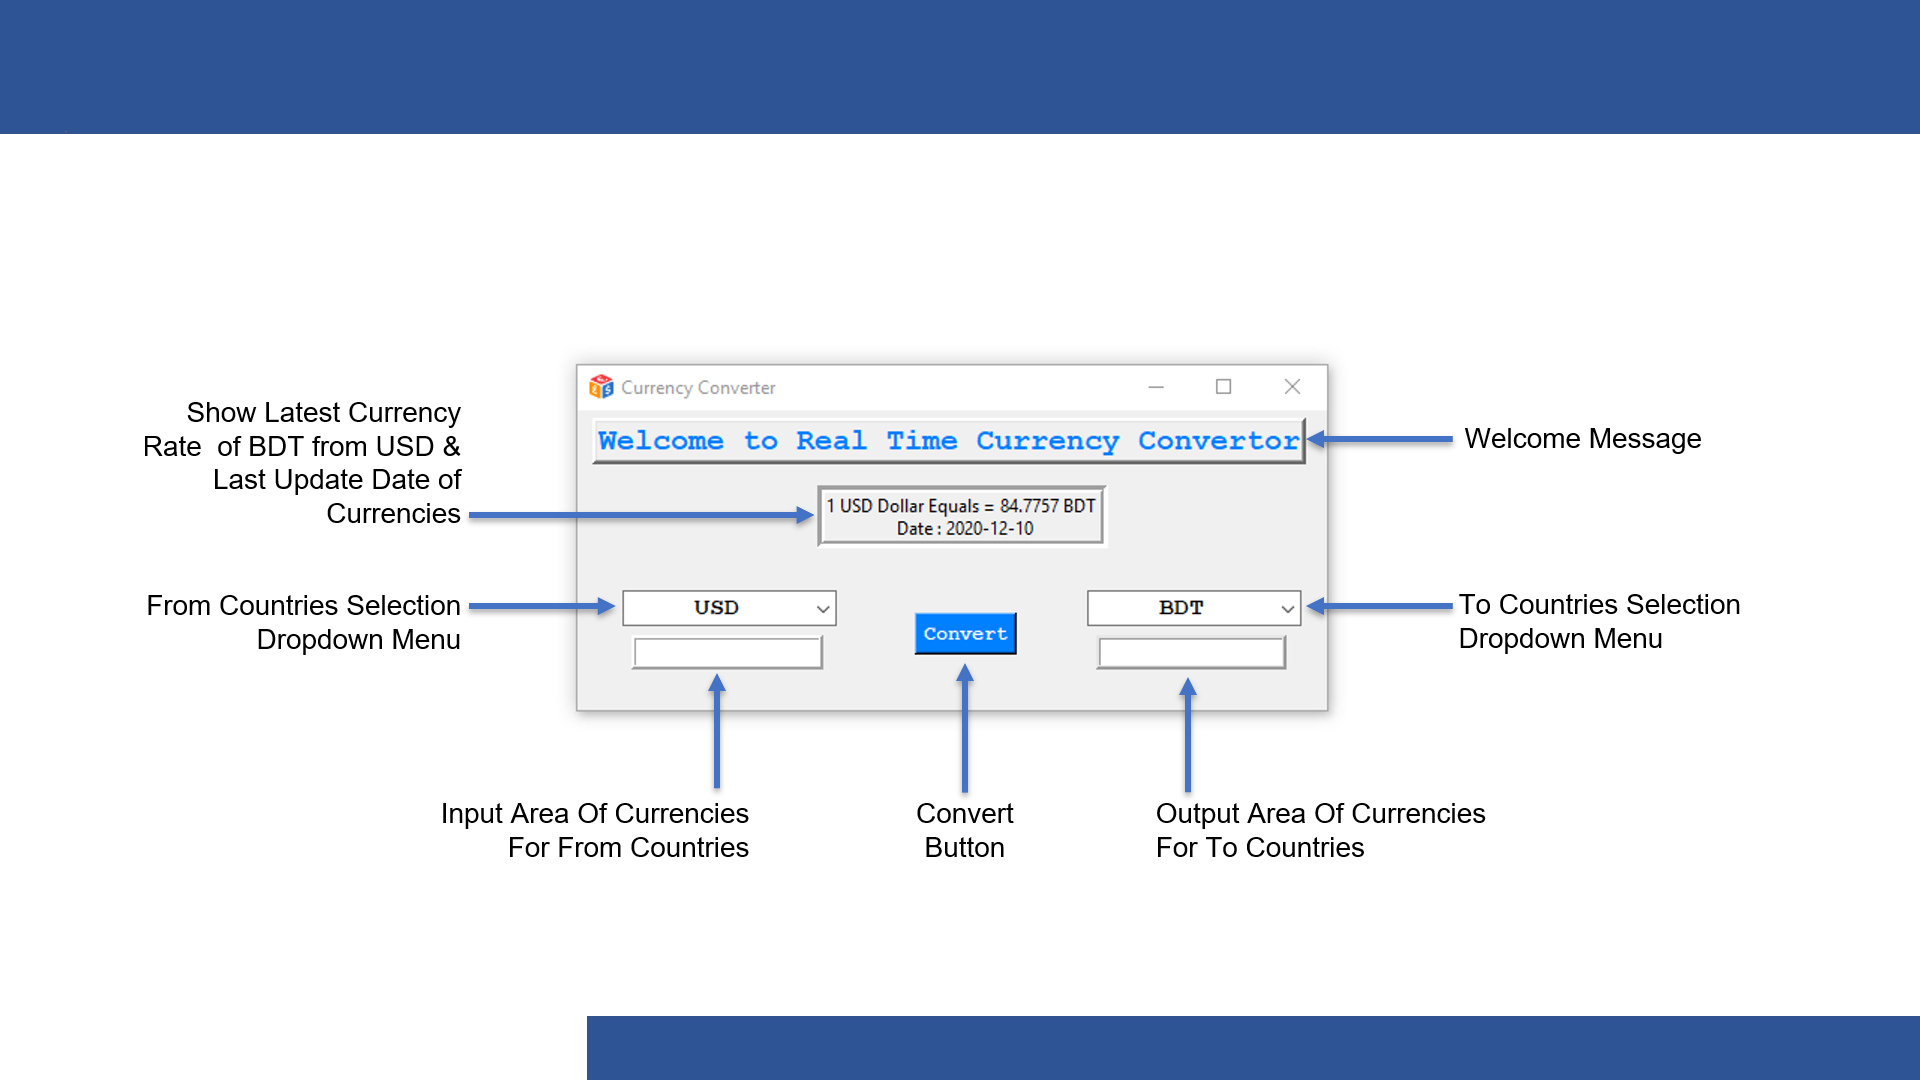 Currency Converter
Welcome to Real Time Currency Convertor
Show Latest Currency
Rate  of BDT from USD &
Last Update Date of
Currencies
Welcome Message
1 USD Dollar Equals = 84.7757 BDT
Date : 2020-12-10
From Countries Selection
Dropdown Menu
USD
Convert
BDT
To Countries Selection
Dropdown Menu
Input Area Of Currencies
For From Countries
Convert
Button
Output Area Of Currencies
For To Countries